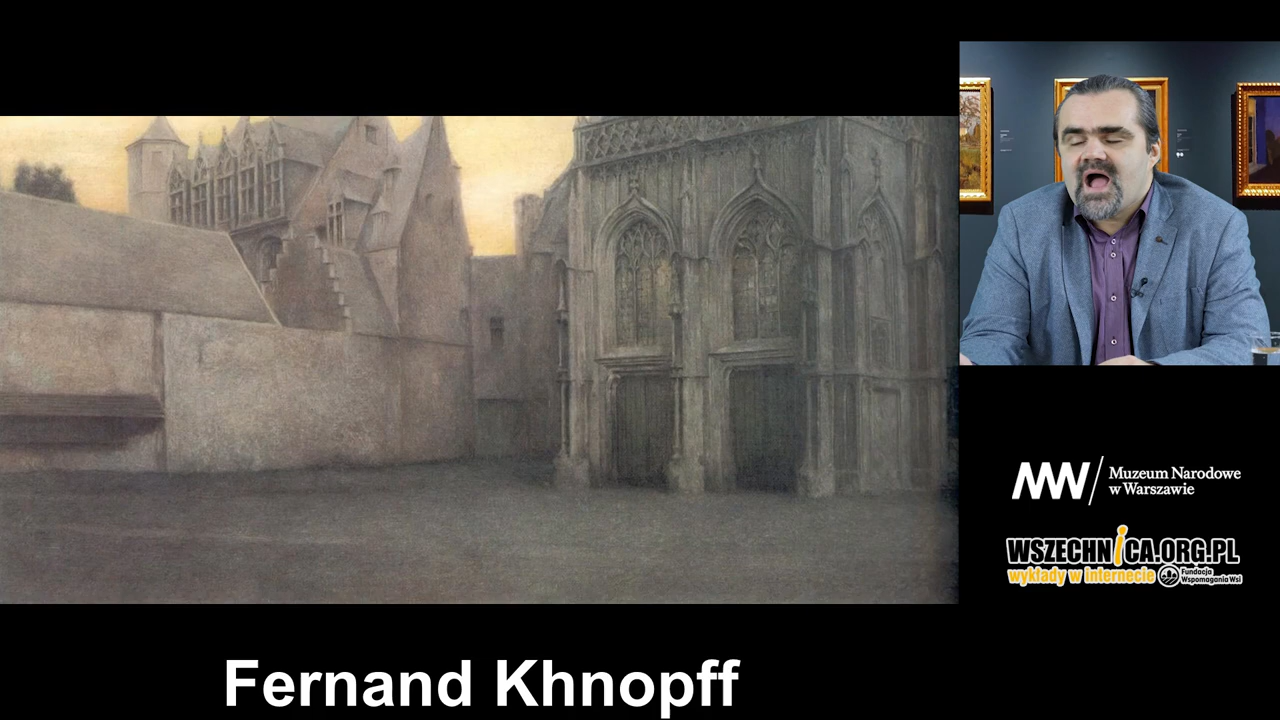 Muzeum Narodowe
w Warszawie
WSZECHNiCA.ORG.PL
wykłady w internecie
Fundacja
Wspomagania Wsi
Fernand Khnopff